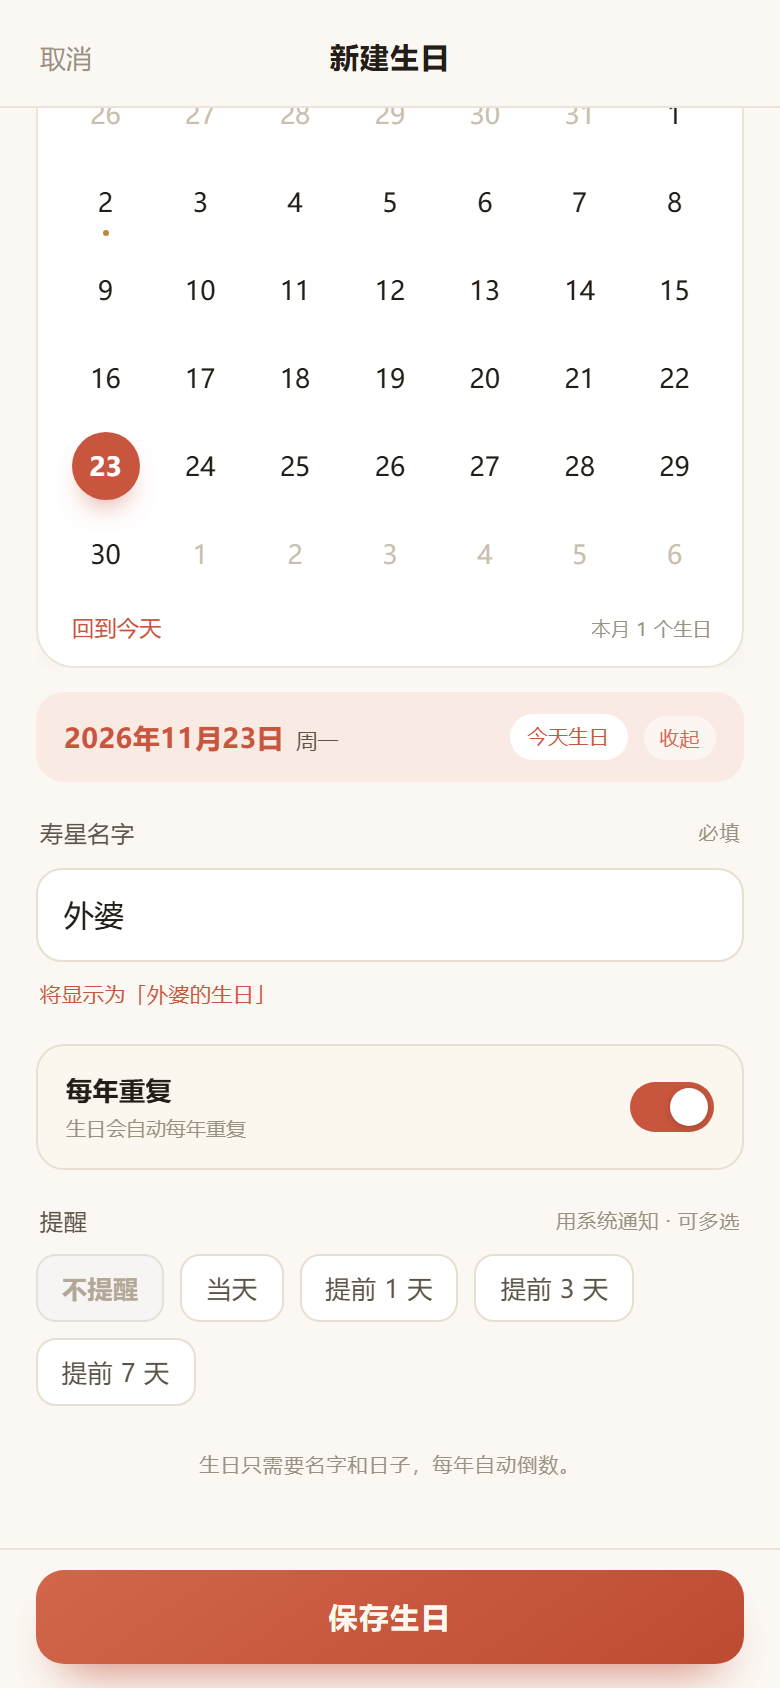 取消 新建生日
26 27 28 29 30 31 1
2 3 4 5 6 7 8
9 10 11 12 13 14 15
16 17 18 19 20 21 22
23 24 25 26 27 28 29
30 1 2 3 4 5 6
回到今天 本月 1 个生日
2026年11月23日 周一 今天生日 收起
寿星名字 必填
外婆
将显示为「外婆的生日」
每年重复
生日会自动每年重复
提醒 用系统通知 · 可多选
不提醒 当天 提前 1 天 提前 3 天
提前 7 天
生日只需要名字和日子，每年自动倒数。
保存生日